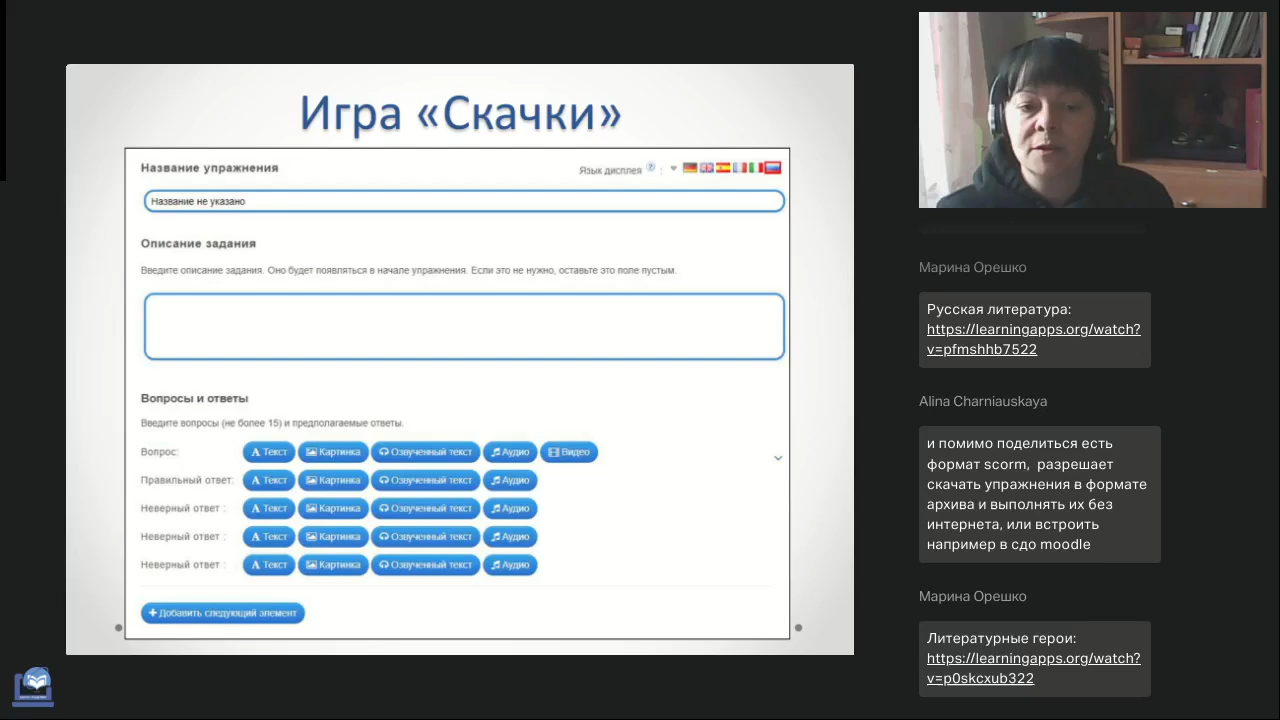 Игра «Скачки»
Название упражнения
Язык дисплея ? :
Название не указано
Описание задания
Введите описание задания. Оно будет появляться в начале упражнения. Если это не нужно, оставьте это поле пустым.
Вопросы и ответы
Введите вопросы (не более 15) и предполагаемые ответы.
Вопрос: A Текст Картинка Озвученный текст Аудио Видео
Правильный ответ: A Текст Картинка Озвученный текст Аудио
Неверный ответ : A Текст Картинка Озвученный текст Аудио
Неверный ответ : A Текст Картинка Озвученный текст Аудио
Неверный ответ : A Текст Картинка Озвученный текст Аудио
+ Добавить следующий элемент
Марина Орешко
Русская литература:
https://learningapps.org/watch?
v=pfmshhb7522
Alina Charniauskaya
и помимо поделиться есть
формат scorm, разрешает
скачать упражнения в формате
архива и выполнять их без
интернета, или встроить
например в сдо moodle
Марина Орешко
Литературные герои:
https://learningapps.org/watch?
v=p0skcxub322